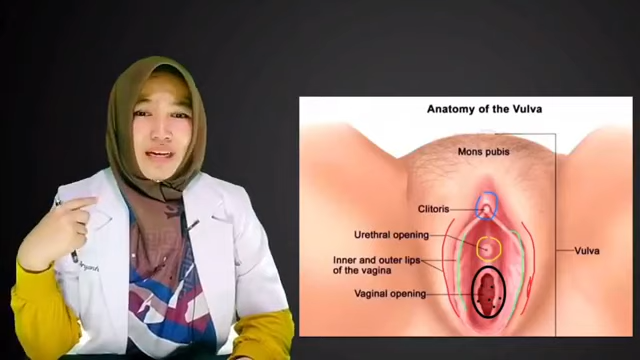 Anatomy of the Vulva
Mons pubis
Clitoris
Urethral opening
Inner and outer lips
of the vagina
Vaginal opening
Vulva